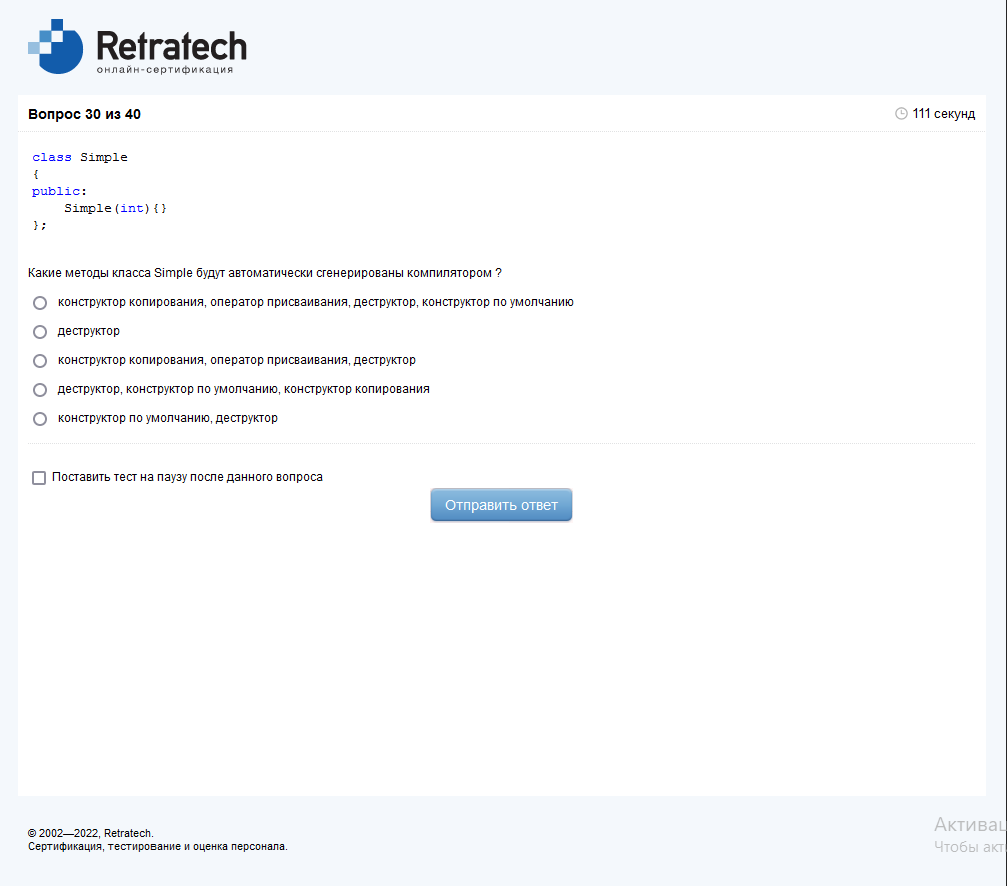 Retratech
онлайн-сертификация
Вопрос 30 из 40
111 секунд
class Simple
{
public:
Simple(int){}
};
Какие методы класса Simple будут автоматически сгенерированы компилятором ?
конструктор копирования, оператор присваивания, деструктор, конструктор по умолчанию
деструктор
конструктор копирования, оператор присваивания, деструктор
деструктор, конструктор по умолчанию, конструктор копирования
конструктор по умолчанию, деструктор
Поставить тест на паузу после данного вопроса
Отправить ответ
© 2002—2022, Retratech.
Сертификация, тестирование и оценка персонала.
Активац
Чтобы акт